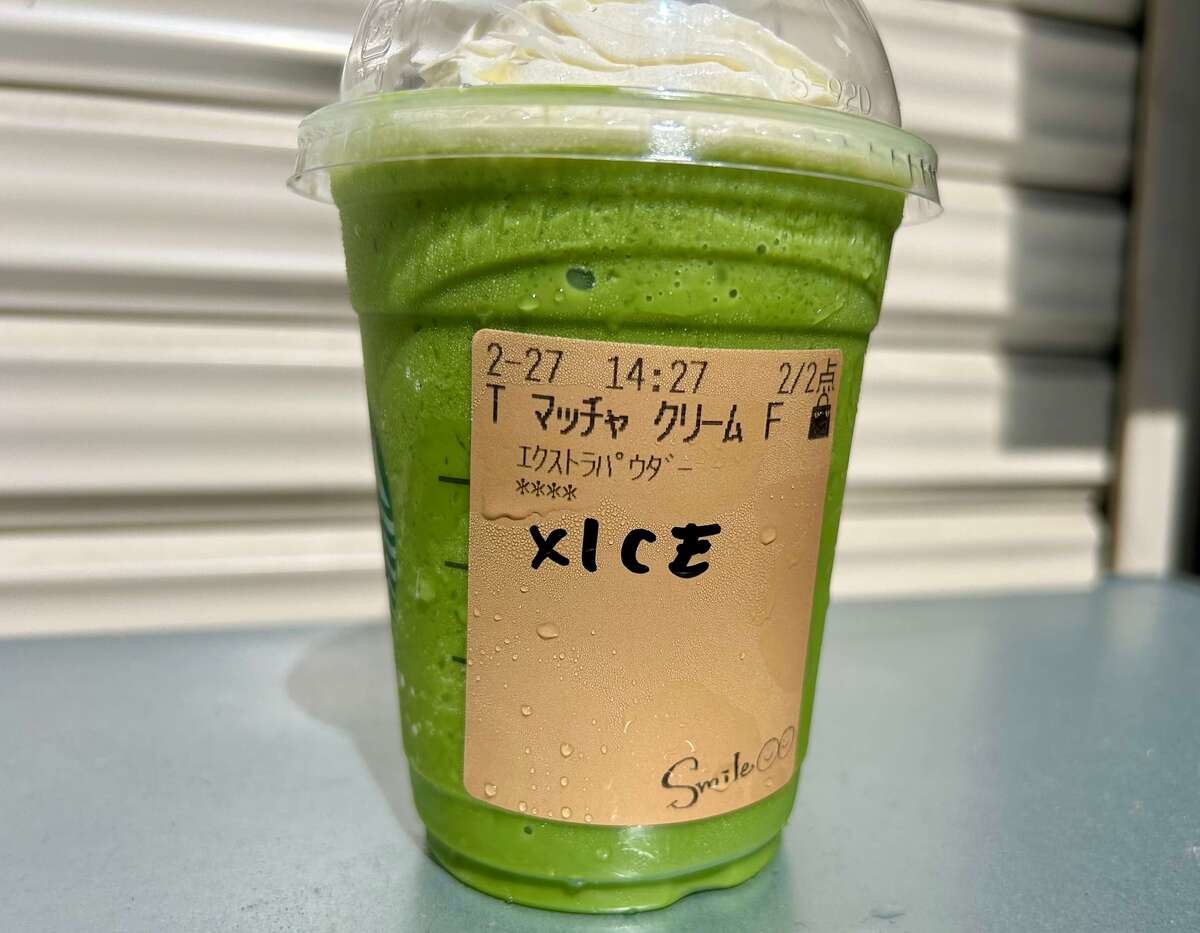 S-920
2-27 14:27 2/2点
T マッチャ クリーム F
ｴｸｽﾄﾗﾊﾟｳﾀﾞｰ
****
XICE
Smile